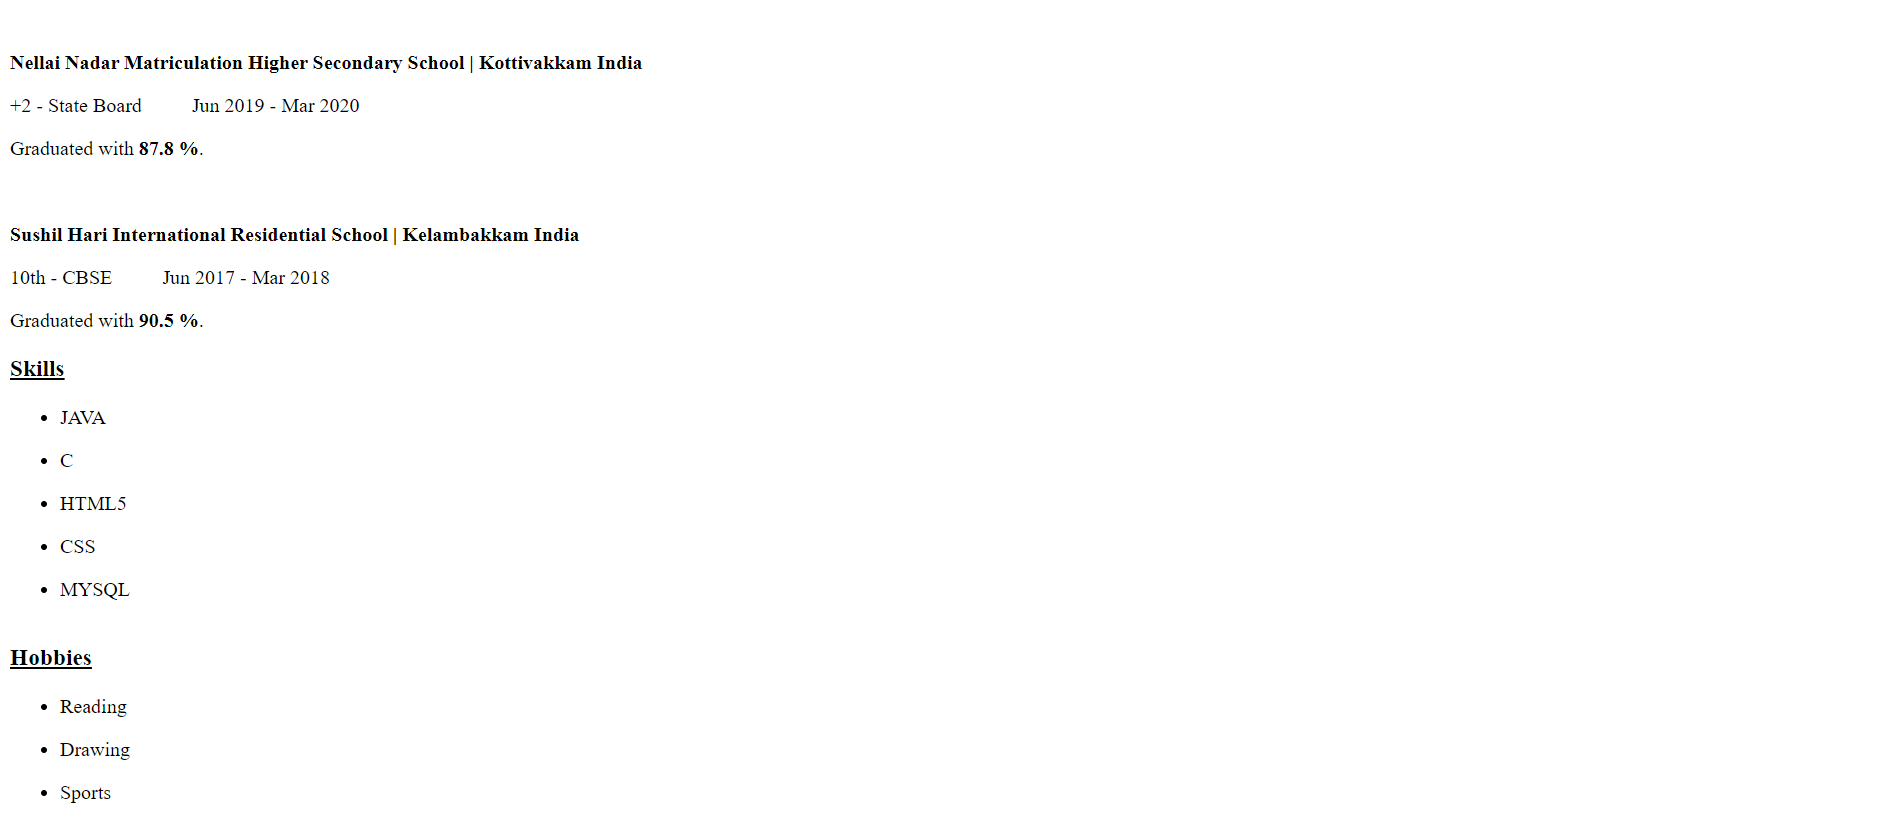 Nellai Nadar Matriculation Higher Secondary School | Kottivakkam India
+2 - State Board Jun 2019 - Mar 2020
Graduated with 87.8 %.
Sushil Hari International Residential School | Kelambakkam India
10th - CBSE Jun 2017 - Mar 2018
Graduated with 90.5 %.
Skills
• JAVA
• C
• HTML5
• CSS
• MYSQL
Hobbies
• Reading
• Drawing
• Sports